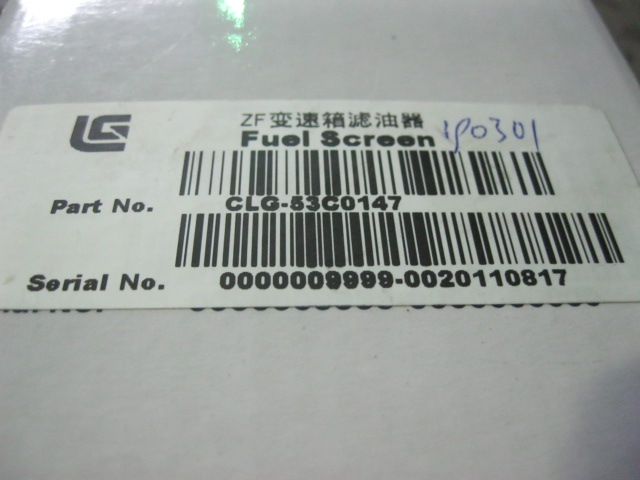 ZF变速箱滤油器
Fuel Screen
Part No. CLG-53C0147
Serial No. 0000009999-0020110817